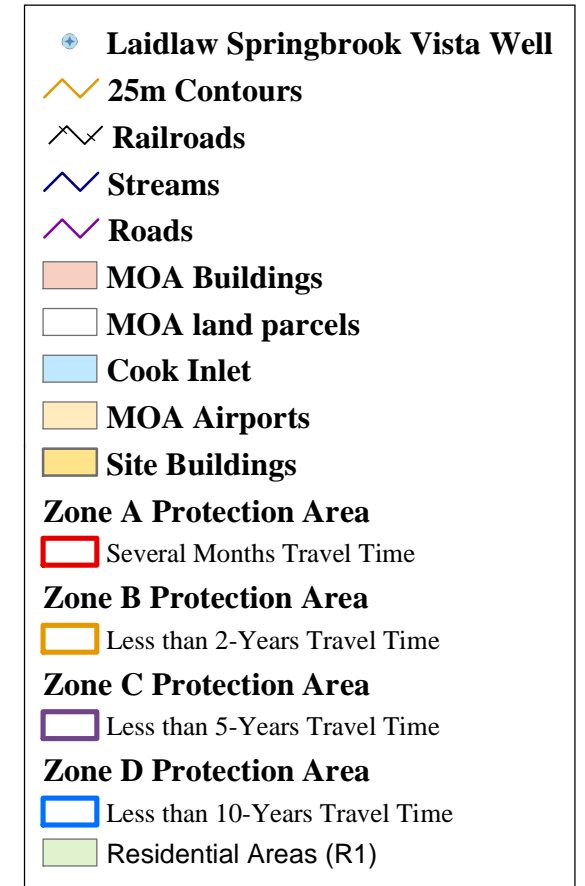 Laidlaw Springbrook Vista Well
25m Contours
Railroads
Streams
Roads
MOA Buildings
MOA land parcels
Cook Inlet
MOA Airports
Site Buildings
Zone A Protection Area
Several Months Travel Time
Zone B Protection Area
Less than 2-Years Travel Time
Zone C Protection Area
Less than 5-Years Travel Time
Zone D Protection Area
Less than 10-Years Travel Time
Residential Areas (R1)